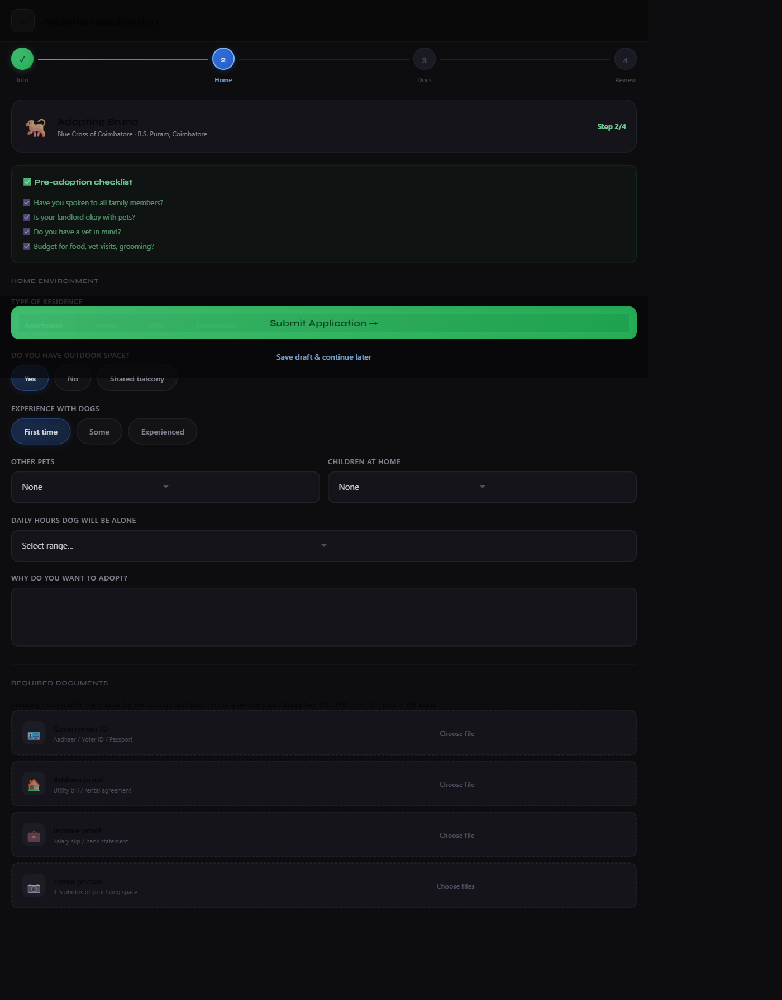 ← Adoption application
✓
2
3
4
Info
Home
Docs
Review
Adopting Bruno
Blue Cross of Coimbatore · R.S. Puram, Coimbatore
Step 2/4
✅ Pre-adoption checklist
☑ Have you spoken to all family members?
☑ Is your landlord okay with pets?
☑ Do you have a vet in mind?
☑ Budget for food, vet visits, grooming?
HOME ENVIRONMENT
TYPE OF RESIDENCE
Apartment
House
Villa
Farmhouse
Submit Application →
DO YOU HAVE OUTDOOR SPACE?
Save draft & continue later
Yes
No
Shared balcony
EXPERIENCE WITH DOGS
First time
Some
Experienced
OTHER PETS
CHILDREN AT HOME
None
None
DAILY HOURS DOG WILL BE ALONE
Select range...
WHY DO YOU WANT TO ADOPT?
REQUIRED DOCUMENTS
Securely shared with the shelter for verification and kept on file after approval. Accepted: JPG, PNG or PDF · max 8 MB each.
Government ID
Aadhaar / Voter ID / Passport
Choose file
Address proof
Utility bill / rental agreement
Choose file
Income proof
Salary slip / bank statement
Choose file
Home photos
3-5 photos of your living space
Choose files